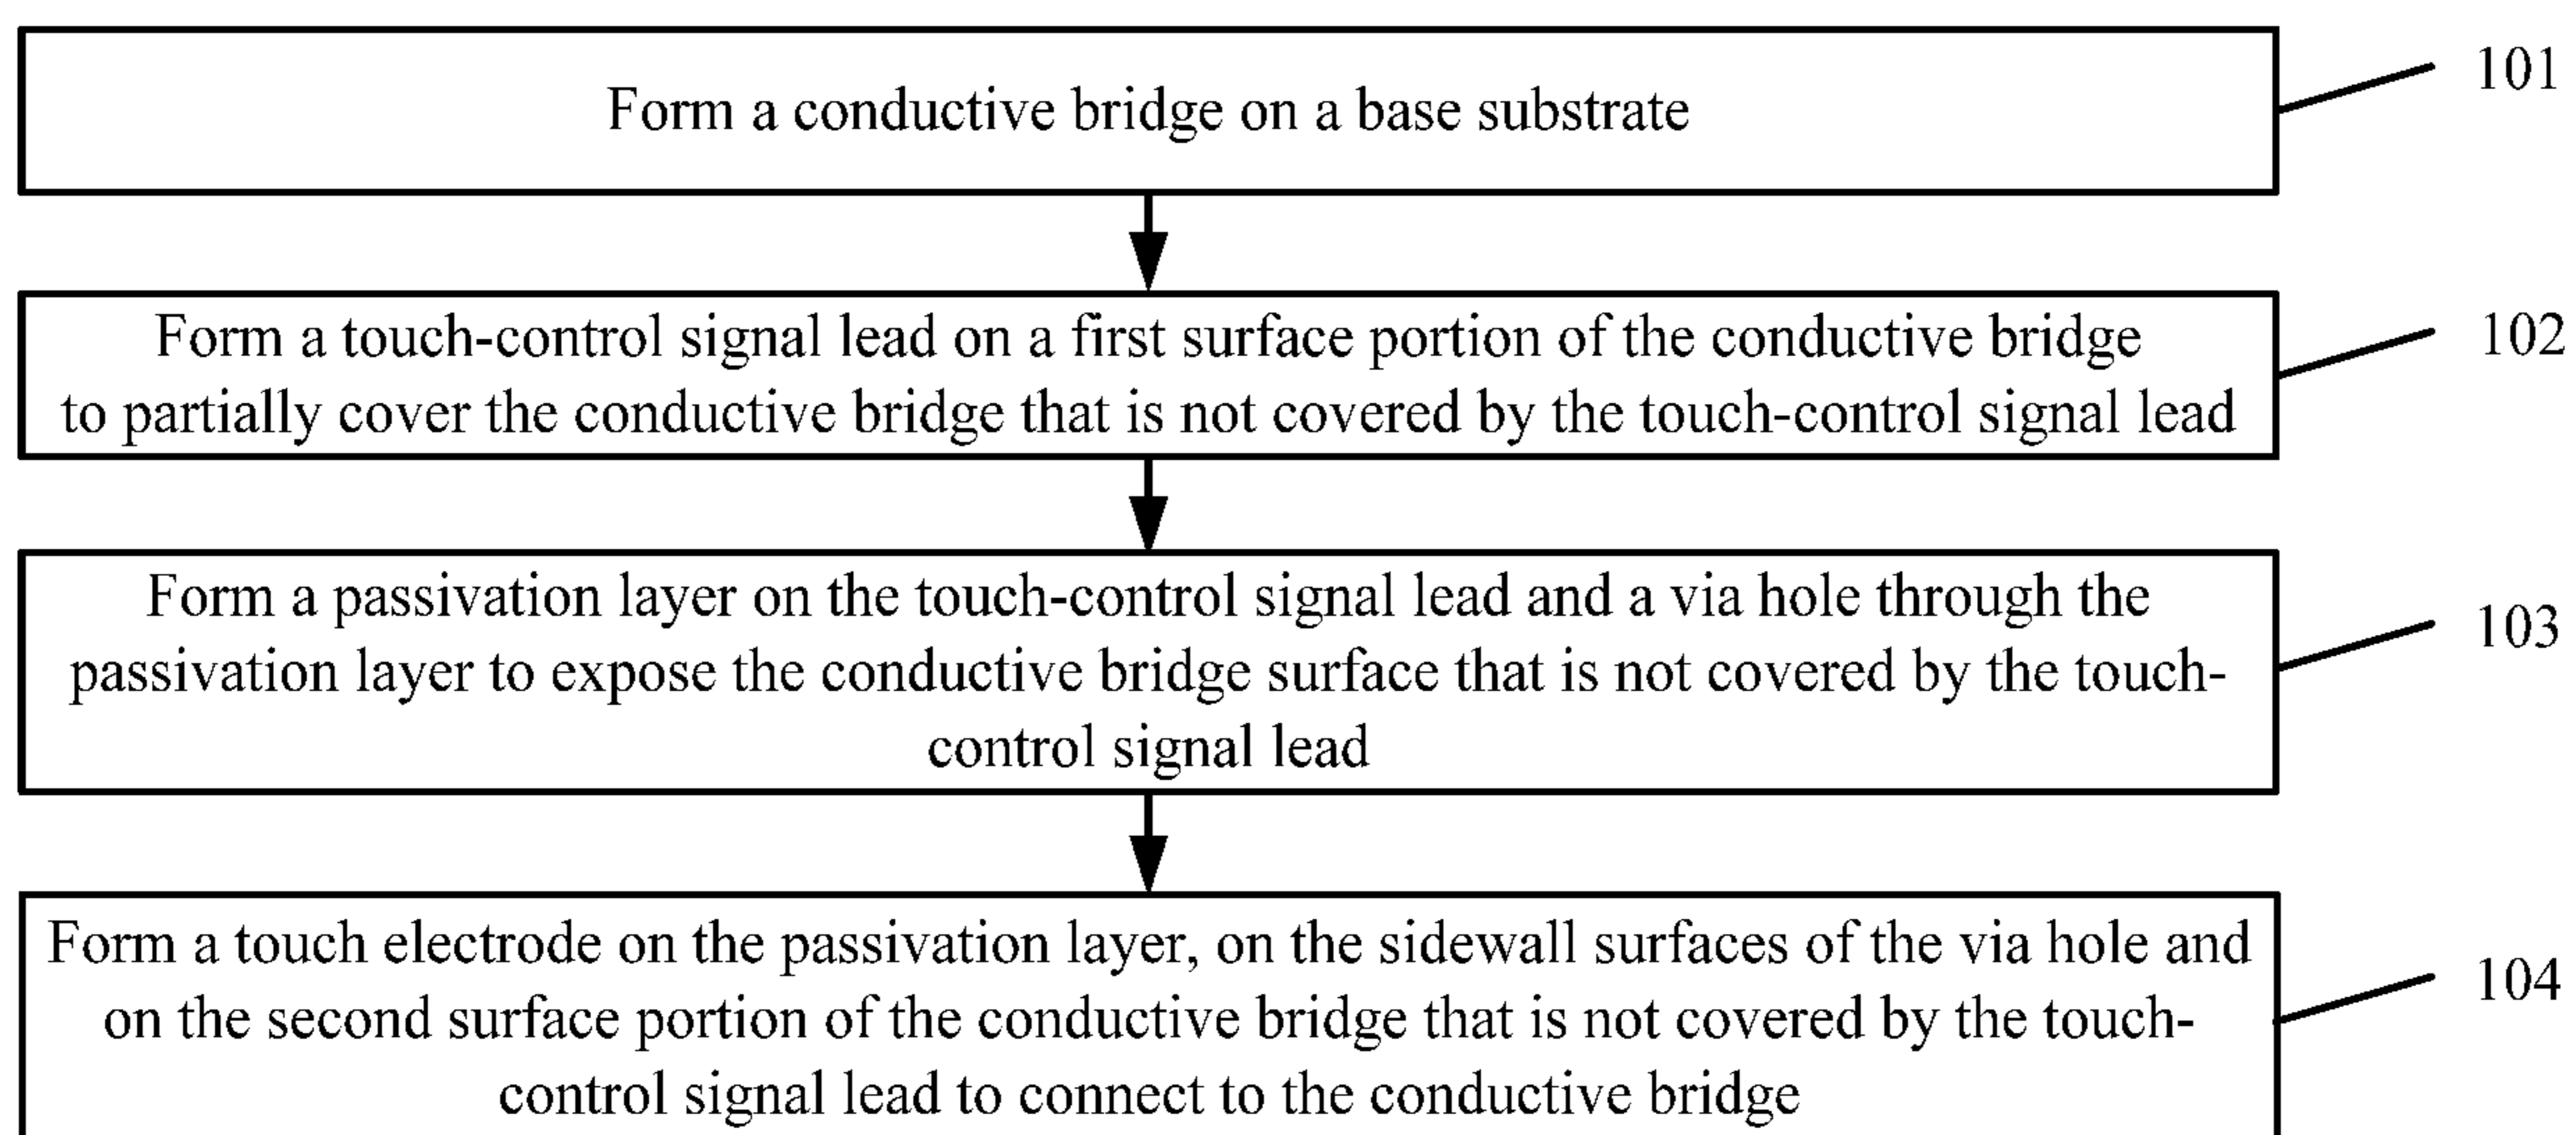 Form a conductive bridge on a base substrate
101
Form a touch-control signal lead on a first surface portion of the conductive bridge
to partially cover the conductive bridge that is not covered by the touch-control signal lead
102
Form a passivation layer on the touch-control signal lead and a via hole through the
passivation layer to expose the conductive bridge surface that is not covered by the touch-
control signal lead
103
Form a touch electrode on the passivation layer, on the sidewall surfaces of the via hole and
on the second surface portion of the conductive bridge that is not covered by the touch-
control signal lead to connect to the conductive bridge
104